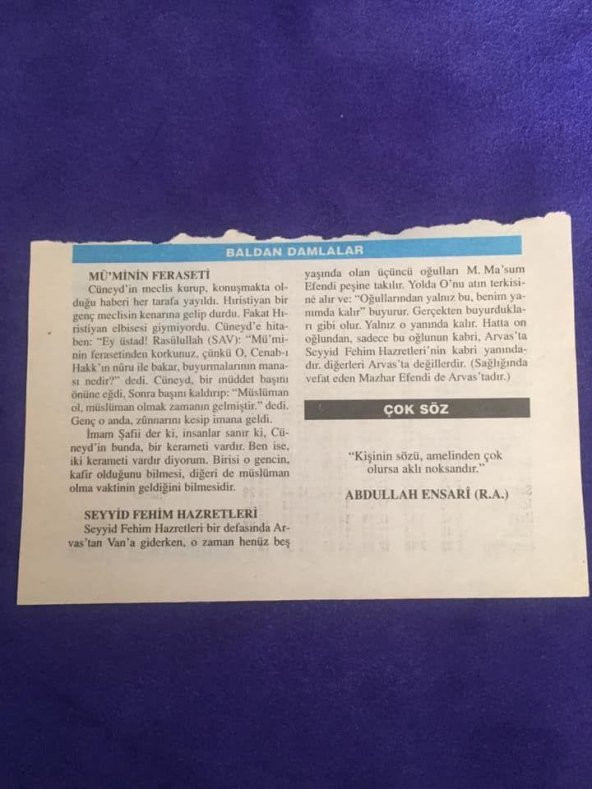 BALDAN DAMLALAR
MÜ'MİNİN FERASETİ
Cüneyd'in meclis kurup, konuşmakta ol-
duğu haberi her tarafa yayıldı. Hıristiyan bir
genç meclisin kenarına gelip durdu. Fakat Hı-
ristiyan elbisesi giymiyordu. Cüneyd'e hita-
ben: "Ey üstad! Rasülullah (SAV): "Mü'mi-
nin ferasetinden korkunuz, çünkü O, Cenab-ı
Hakk'ın nûru ile bakar, buyurmalarının mana-
sı nedir?" dedi. Cüneyd, bir müddet başını
önüne eğdi, Sonra başını kaldırıp: "Müslüman
ol, müslüman olmak zamanın gelmiştir." dedi.
Genç o anda, zünnarını kesip imana geldi.
İmam Şafii der ki, insanlar sanır ki, Cü-
neyd'in bunda, bir kerameti vardır. Ben ise,
iki kerameti vardır diyorum. Birisi o gencin,
kafir olduğunu bilmesi, diğeri de müslüman
olma vaktinin geldiğini bilmesidir.
SEYYİD FEHİM HAZRETLERİ
Seyyid Fehim Hazretleri bir defasında Ar-
vas'tan Van'a giderken, o zaman henüz beş
yaşında olan üçüncü oğulları M. Ma'sum
Efendi peşine takılır. Yolda O'nu atın terkisi-
ne alır ve: "Oğullarından yalnız bu, benim ya-
nımda kalır" buyurur. Gerçekten buyurdukla-
rı gibi olur. Yalnız o yanında kalır. Hatta on
oğlundan, sadece bu oğlunun kabri, Arvas'ta
Seyyid Fehim Hazretleri'nin kabri yanında-
dır. diğerleri Arvas'ta değillerdir. (Sağlığında
vefat eden Mazhar Efendi de Arvas'tadır.)
ÇOK SÖZ
"Kişinin sözü, amelinden çok
olursa aklı noksandır."
ABDULLAH ENSARÎ (R.A.)